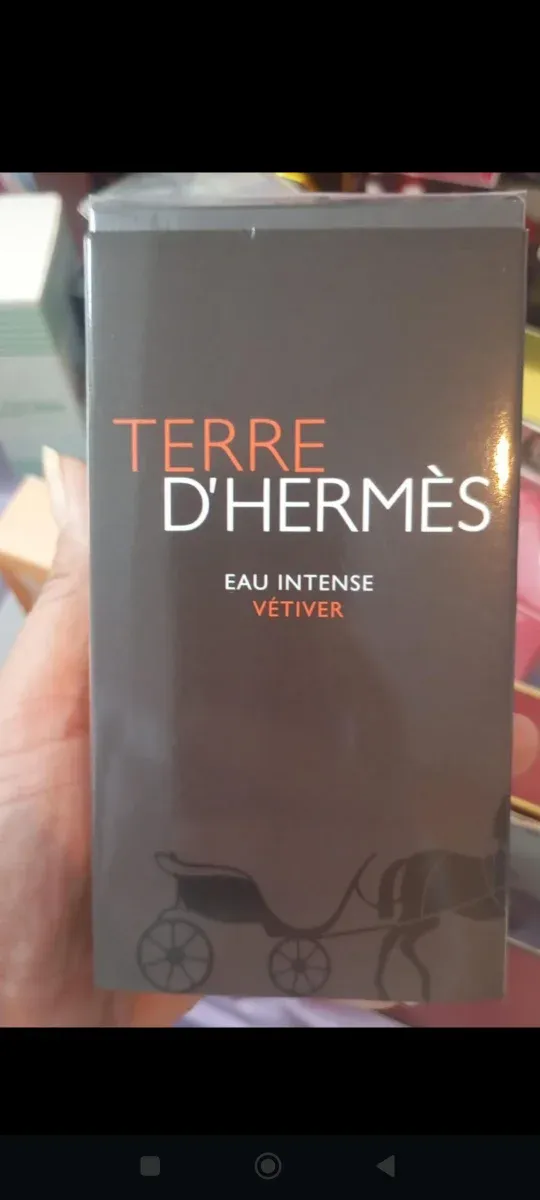 TERRE
D'HERMÈS
EAU INTENSE
VÉTIVER